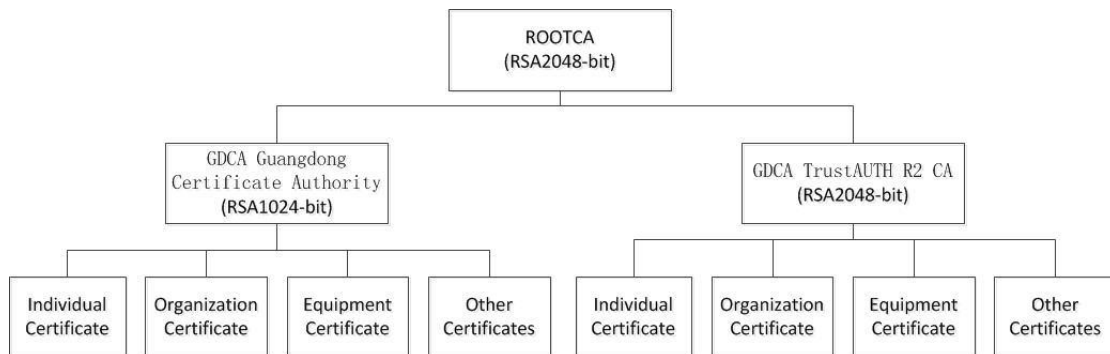 ROOTCA
(RSA2048-bit)
GDCA Guangdong
Certificate Authority
(RSA1024-bit)
GDCA TrustAUTH R2 CA
(RSA2048-bit)
Individual
Certificate
Organization
Certificate
Equipment
Certificate
Other
Certificates
Individual
Certificate
Organization
Certificate
Equipment
Certificate
Other
Certificates